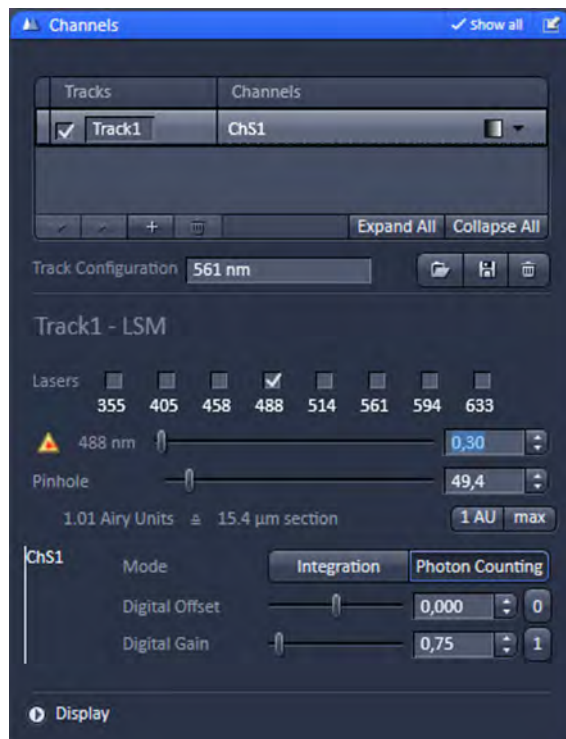 Channels Show all
Tracks Channels
Track1 ChS1
+ Expand All Collapse All
Track Configuration 561 nm
Track1 - LSM
Lasers
355 405 458 488 514 561 594 633
488 nm 0,30
Pinhole 49,4
1.01 Airy Units ≙ 15.4 µm section 1 AU max
ChS1 Mode Integration Photon Counting
Digital Offset 0,000 0
Digital Gain 0,75 1
Display